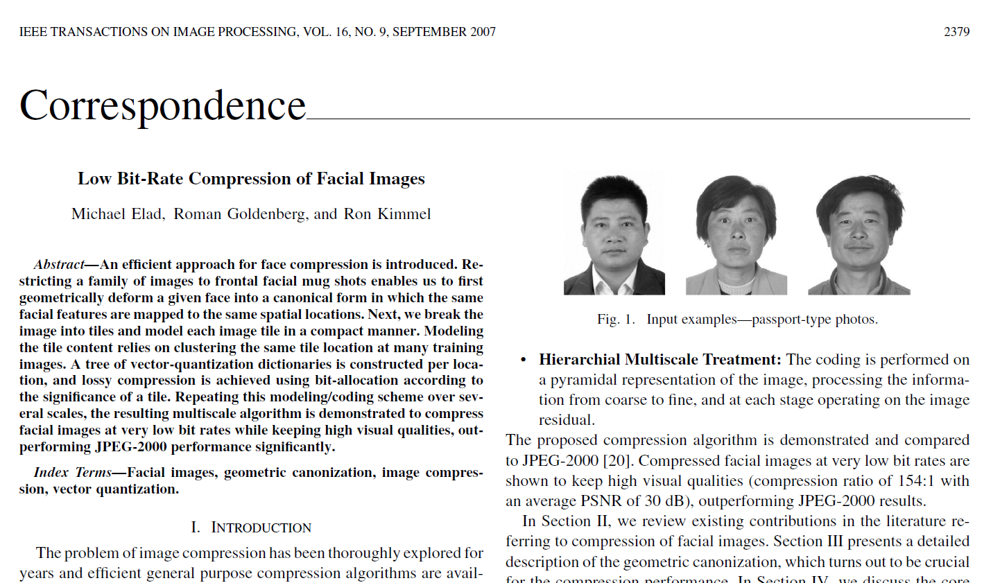 IEEE TRANSACTIONS ON IMAGE PROCESSING, VOL. 16, NO. 9, SEPTEMBER 2007
2379
Correspondence
Low Bit-Rate Compression of Facial Images
Michael Elad, Roman Goldenberg, and Ron Kimmel
Abstract—An efficient approach for face compression is introduced. Re-
stricting a family of images to frontal facial mug shots enables us to first
geometrically deform a given face into a canonical form in which the same
facial features are mapped to the same spatial locations. Next, we break the
image into tiles and model each image tile in a compact manner. Modeling
the tile content relies on clustering the same tile location at many training
images. A tree of vector-quantization dictionaries is constructed per loca-
tion, and lossy compression is achieved using bit-allocation according to
the significance of a tile. Repeating this modeling/coding scheme over sev-
eral scales, the resulting multiscale algorithm is demonstrated to compress
facial images at very low bit rates while keeping high visual qualities, out-
performing JPEG-2000 performance significantly.
Index Terms—Facial images, geometric canonization, image compres-
sion, vector quantization.
I. INTRODUCTION
The problem of image compression has been thoroughly explored for
years and efficient general purpose compression algorithms are avail-
Fig. 1. Input examples—passport-type photos.
• Hierarchial Multiscale Treatment: The coding is performed on
a pyramidal representation of the image, processing the informa-
tion from coarse to fine, and at each stage operating on the image
residual.
The proposed compression algorithm is demonstrated and compared
to JPEG-2000 [20]. Compressed facial images at very low bit rates are
shown to keep high visual qualities (compression ratio of 154:1 with
an average PSNR of 30 dB), outperforming JPEG-2000 results.
In Section II, we review existing contributions in the literature re-
ferring to compression of facial images. Section III presents a detailed
description of the geometric canonization, which turns out to be crucial
for the compression performance. In Section IV, we discuss the core